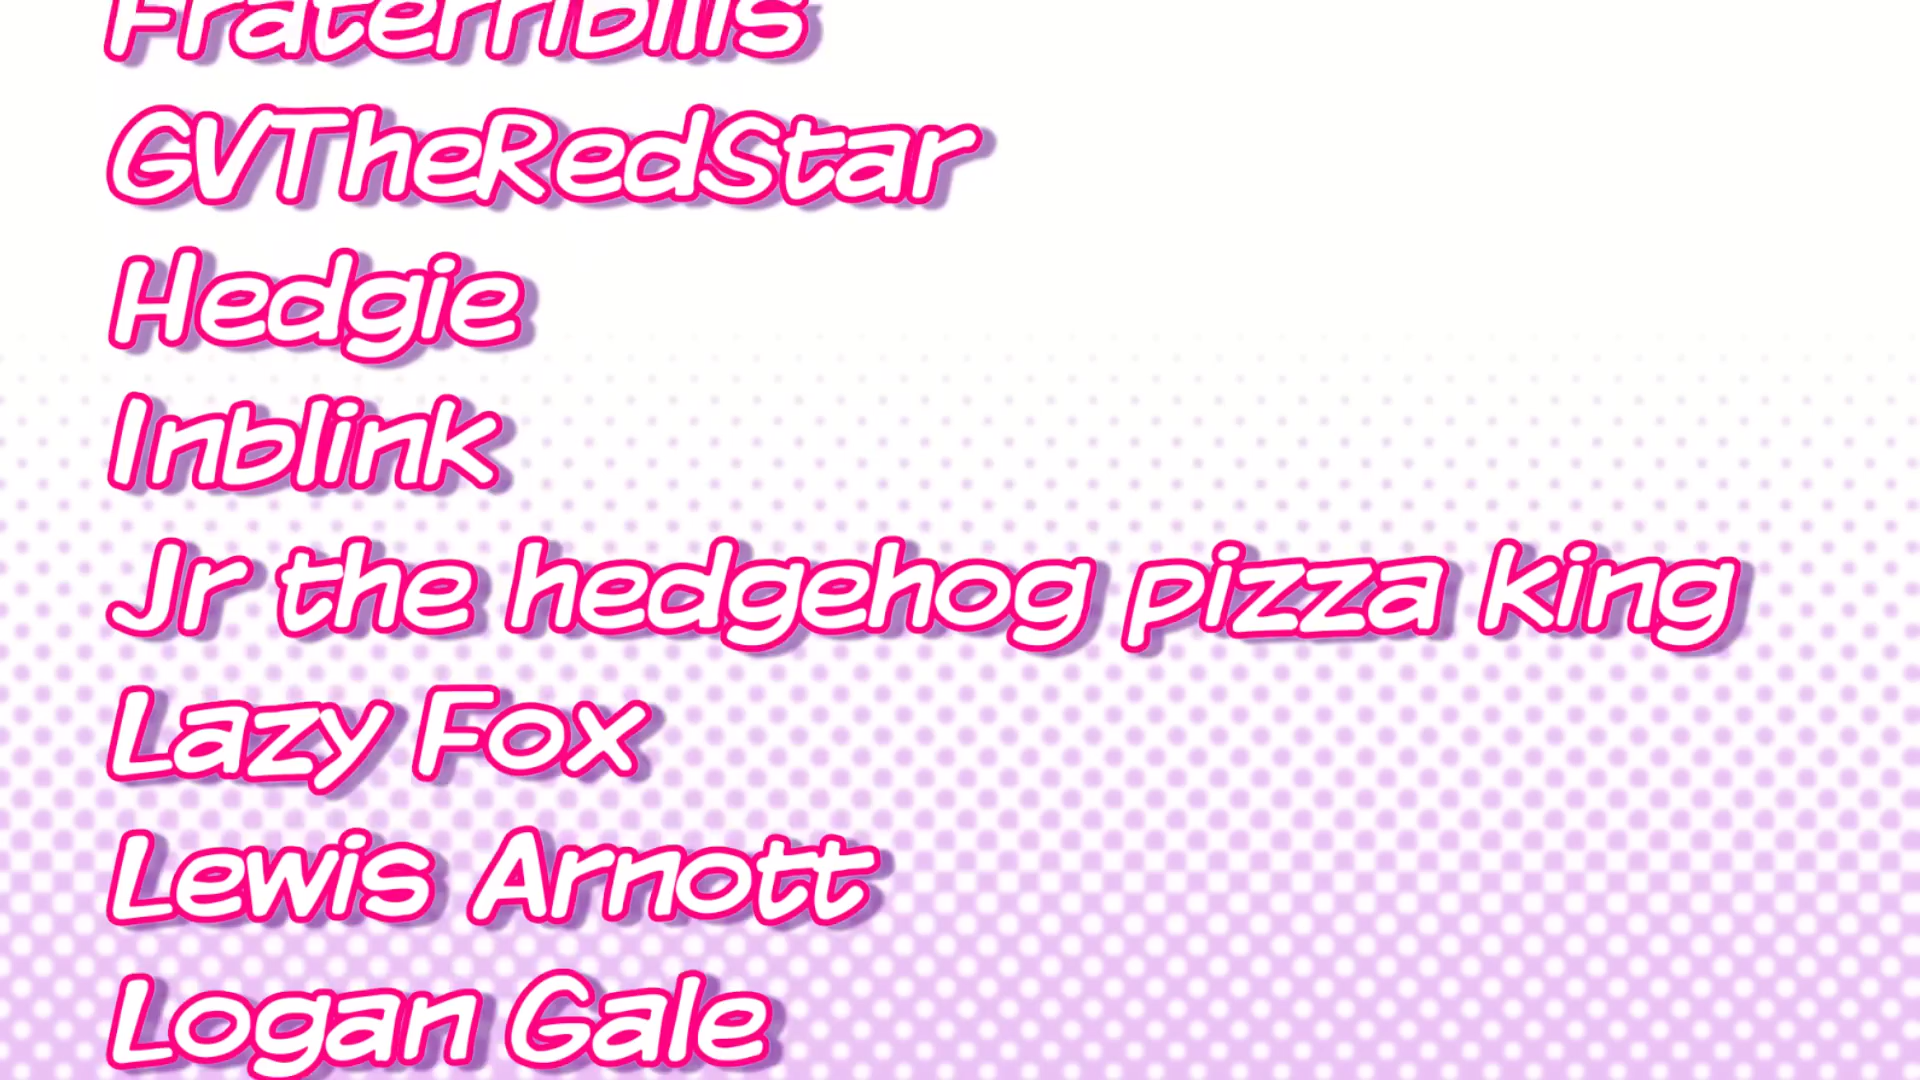 GVTheRedStar
Hedgie
Inblink
Jr the hedgehog pizza king
Lazy Fox
Lewis Arnott
Logan Gale